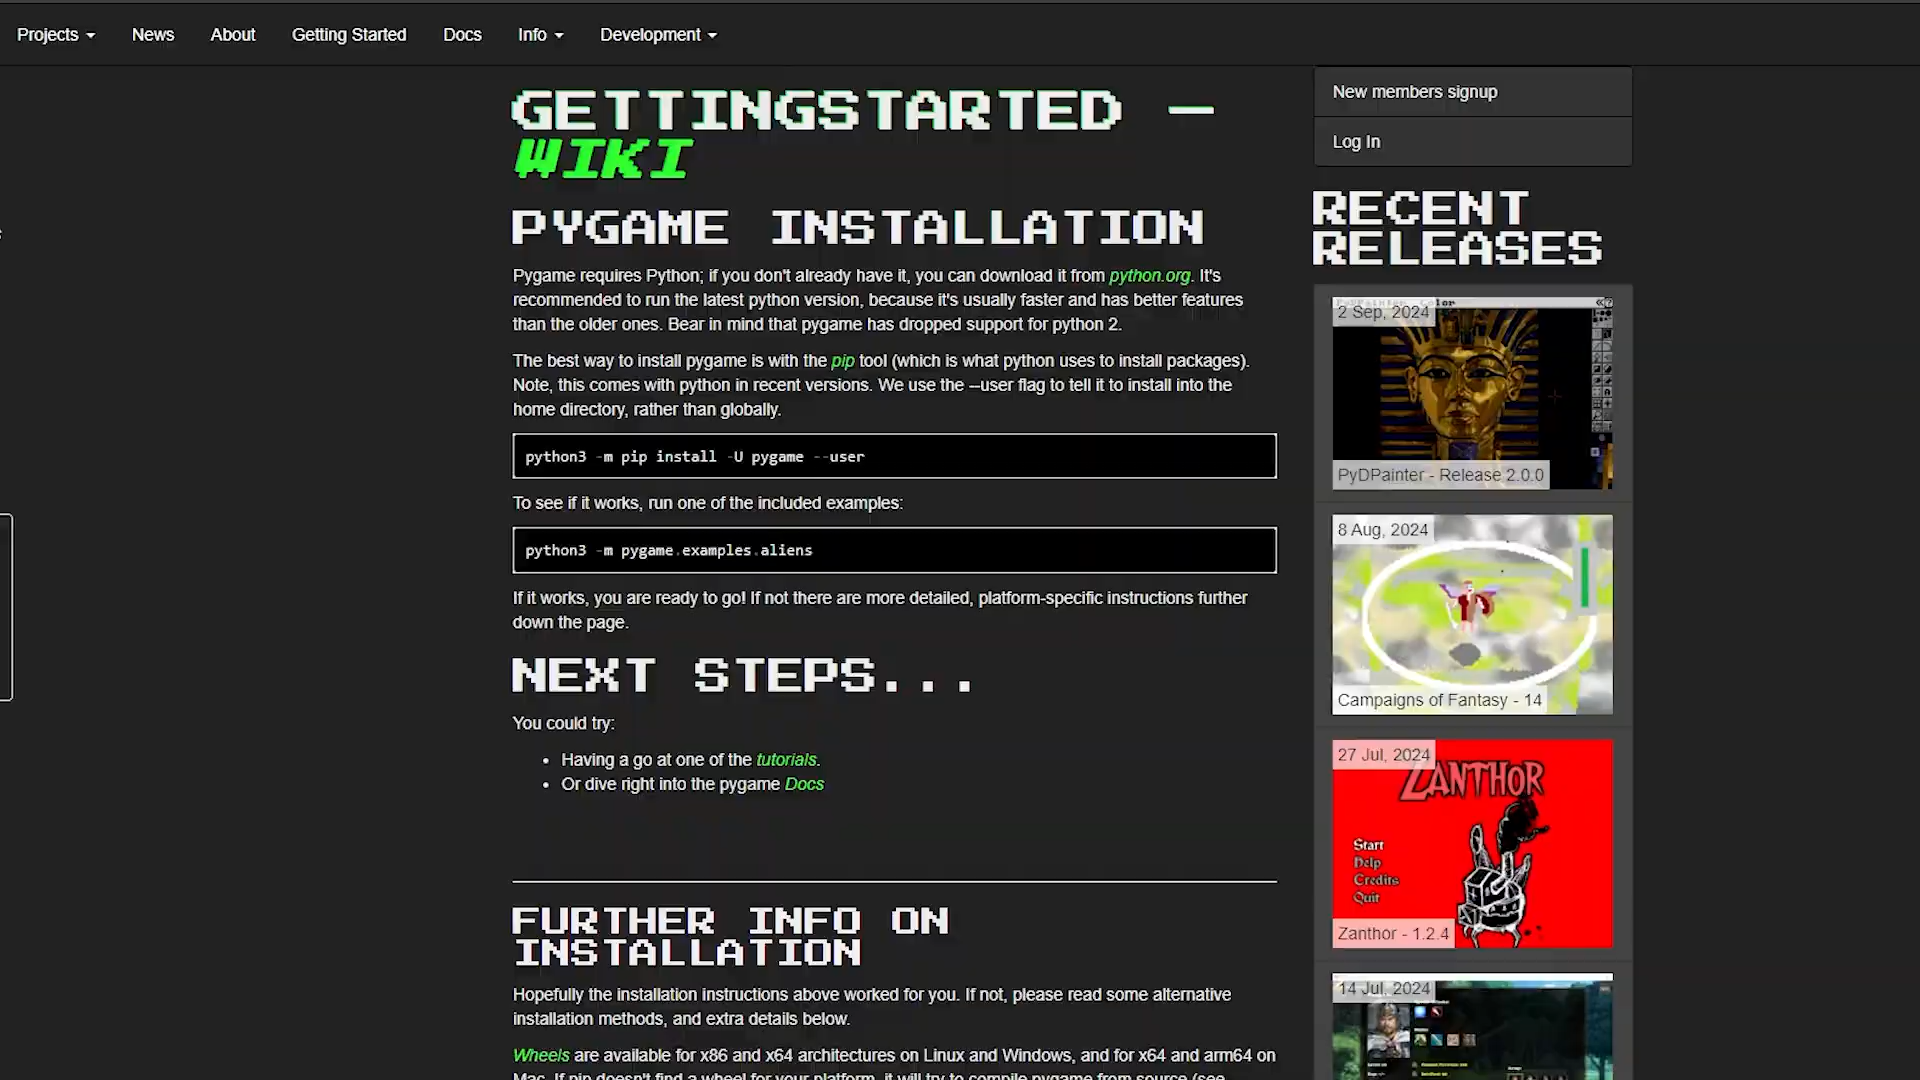 Projects News About Getting Started Docs Info Development
GETTINGSTARTED —
WIKI
PYGAME INSTALLATION
Pygame requires Python; if you don't already have it, you can download it from python.org. It's
recommended to run the latest python version, because it's usually faster and has better features
than the older ones. Bear in mind that pygame has dropped support for python 2.
The best way to install pygame is with the pip tool (which is what python uses to install packages).
Note, this comes with python in recent versions. We use the --user flag to tell it to install into the
home directory, rather than globally.
python3 -m pip install -U pygame --user
To see if it works, run one of the included examples:
python3 -m pygame.examples.aliens
If it works, you are ready to go! If not there are more detailed, platform-specific instructions further
down the page.
NEXT STEPS...
You could try:
• Having a go at one of the tutorials.
• Or dive right into the pygame Docs
FURTHER INFO ON
INSTALLATION
Hopefully the installation instructions above worked for you. If not, please read some alternative
installation methods, and extra details below.
Wheels are available for x86 and x64 architectures on Linux and Windows, and for x64 and arm64 on
Mac. If pip doesn't find a wheel for your platform, it will try to compile pygame from source (see
New members signup
Log In
RECENT
RELEASES
2 Sep, 2024
PyDPainter - Release 2.0.0
8 Aug, 2024
Campaigns of Fantasy - 14
27 Jul, 2024
ZANTHOR
Start
Help
Credits
Quit
Zanthor - 1.2.4
14 Jul, 2024